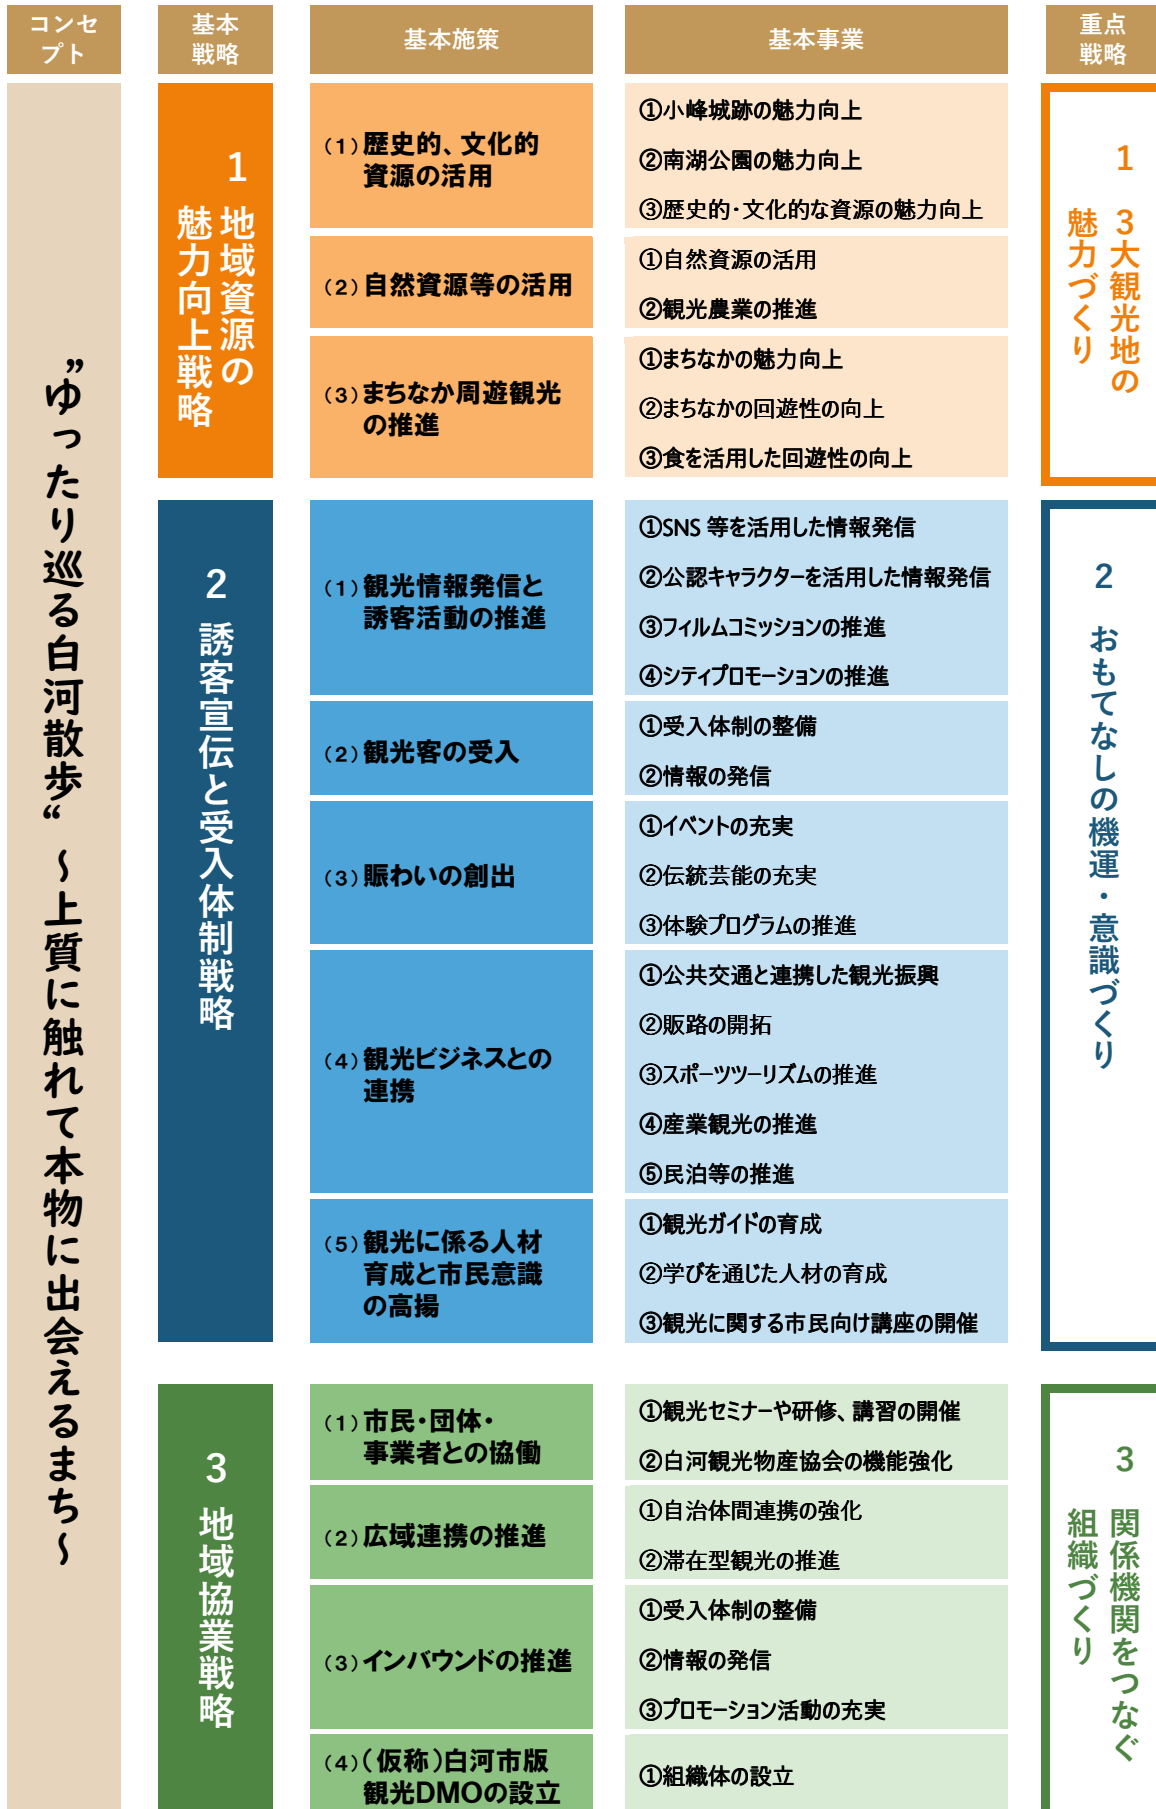 コンセ
プト
基本
戦略
基本施策
基本事業
重点
戦略
”ゆったり巡る白河散歩“ ～上質に触れて本物に出会えるまち～
1 地域資源の
魅力向上戦略
（1）歴史的、文化的
資源の活用
①小峰城跡の魅力向上
②南湖公園の魅力向上
③歴史的・文化的な資源の魅力向上
（2）自然資源等の活用
①自然資源の活用
②観光農業の推進
（3）まちなか周遊観光
の推進
①まちなかの魅力向上
②まちなかの回遊性の向上
③食を活用した回遊性の向上
1 3大観光地の
魅力づくり
2 誘客宣伝と受入体制戦略
（1）観光情報発信と
誘客活動の推進
①SNS 等を活用した情報発信
②公認キャラクターを活用した情報発信
③フィルムコミッションの推進
④シティプロモーションの推進
（2）観光客の受入
①受入体制の整備
②情報の発信
（3）賑わいの創出
①イベントの充実
②伝統芸能の充実
③体験プログラムの推進
（4）観光ビジネスとの
連携
①公共交通と連携した観光振興
②販路の開拓
③スポーツツーリズムの推進
④産業観光の推進
⑤民泊等の推進
（5）観光に係る人材
育成と市民意識
の高揚
①観光ガイドの育成
②学びを通じた人材の育成
③観光に関する市民向け講座の開催
2 おもてなしの機運・意識づくり
3 地域協業戦略
（1）市民・団体・
事業者との協働
①観光セミナーや研修、講習の開催
②白河観光物産協会の機能強化
（2）広域連携の推進
①自治体間連携の強化
②滞在型観光の推進
（3）インバウンドの推進
①受入体制の整備
②情報の発信
③プロモーション活動の充実
（4）（仮称）白河市版
観光DMOの設立
①組織体の設立
3 関係機関をつなぐ
組織づくり